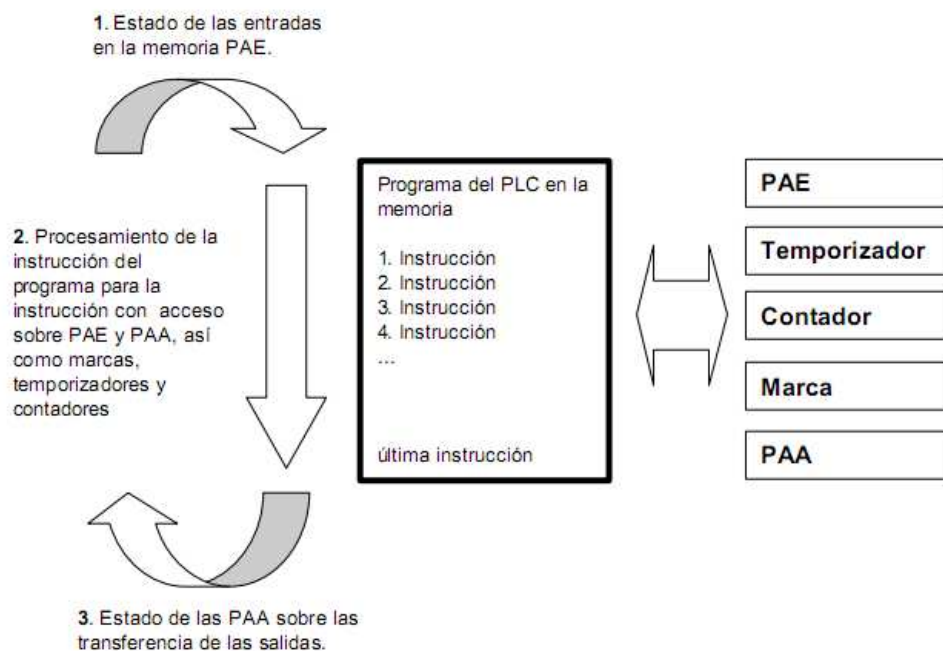 1. Estado de las entradas
en la memoria PAE.
2. Procesamiento de la
instrucción del
programa para la
instrucción con acceso
sobre PAE y PAA, así
como marcas,
temporizadores y
contadores
3. Estado de las PAA sobre las
transferencia de las salidas.
Programa del PLC en la
memoria
1. Instrucción
2. Instrucción
3. Instrucción
4. Instrucción
...
última instrucción
PAE
Temporizador
Contador
Marca
PAA